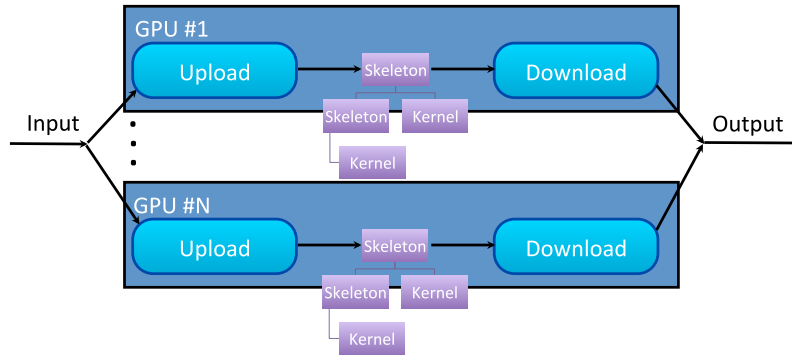 GPU #1
Upload
Skeleton
Download
Skeleton
Kernel
Kernel
Input
Output
GPU #N
Upload
Skeleton
Download
Skeleton
Kernel
Kernel